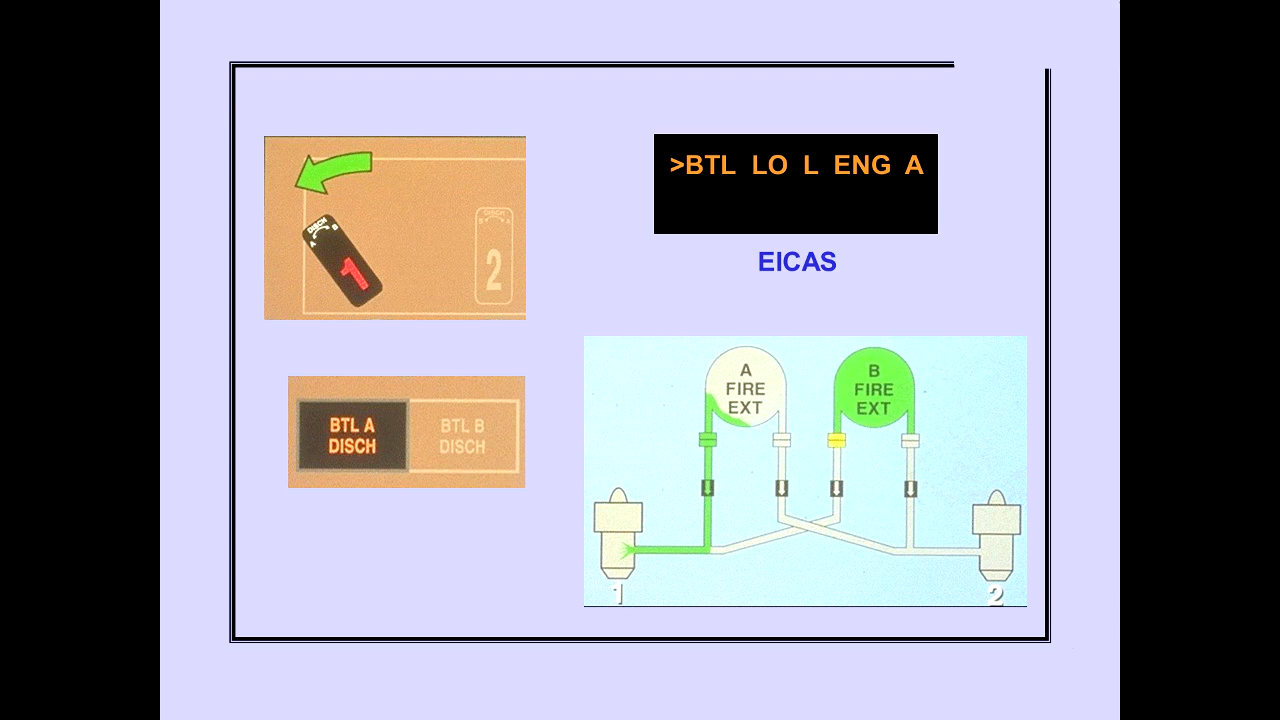 DISCH
A B
1
DISCH
B A
2
>BTL LO L ENG A
EICAS
BTL A
DISCH
BTL B
DISCH
A
FIRE
EXT
B
FIRE
EXT
1
2